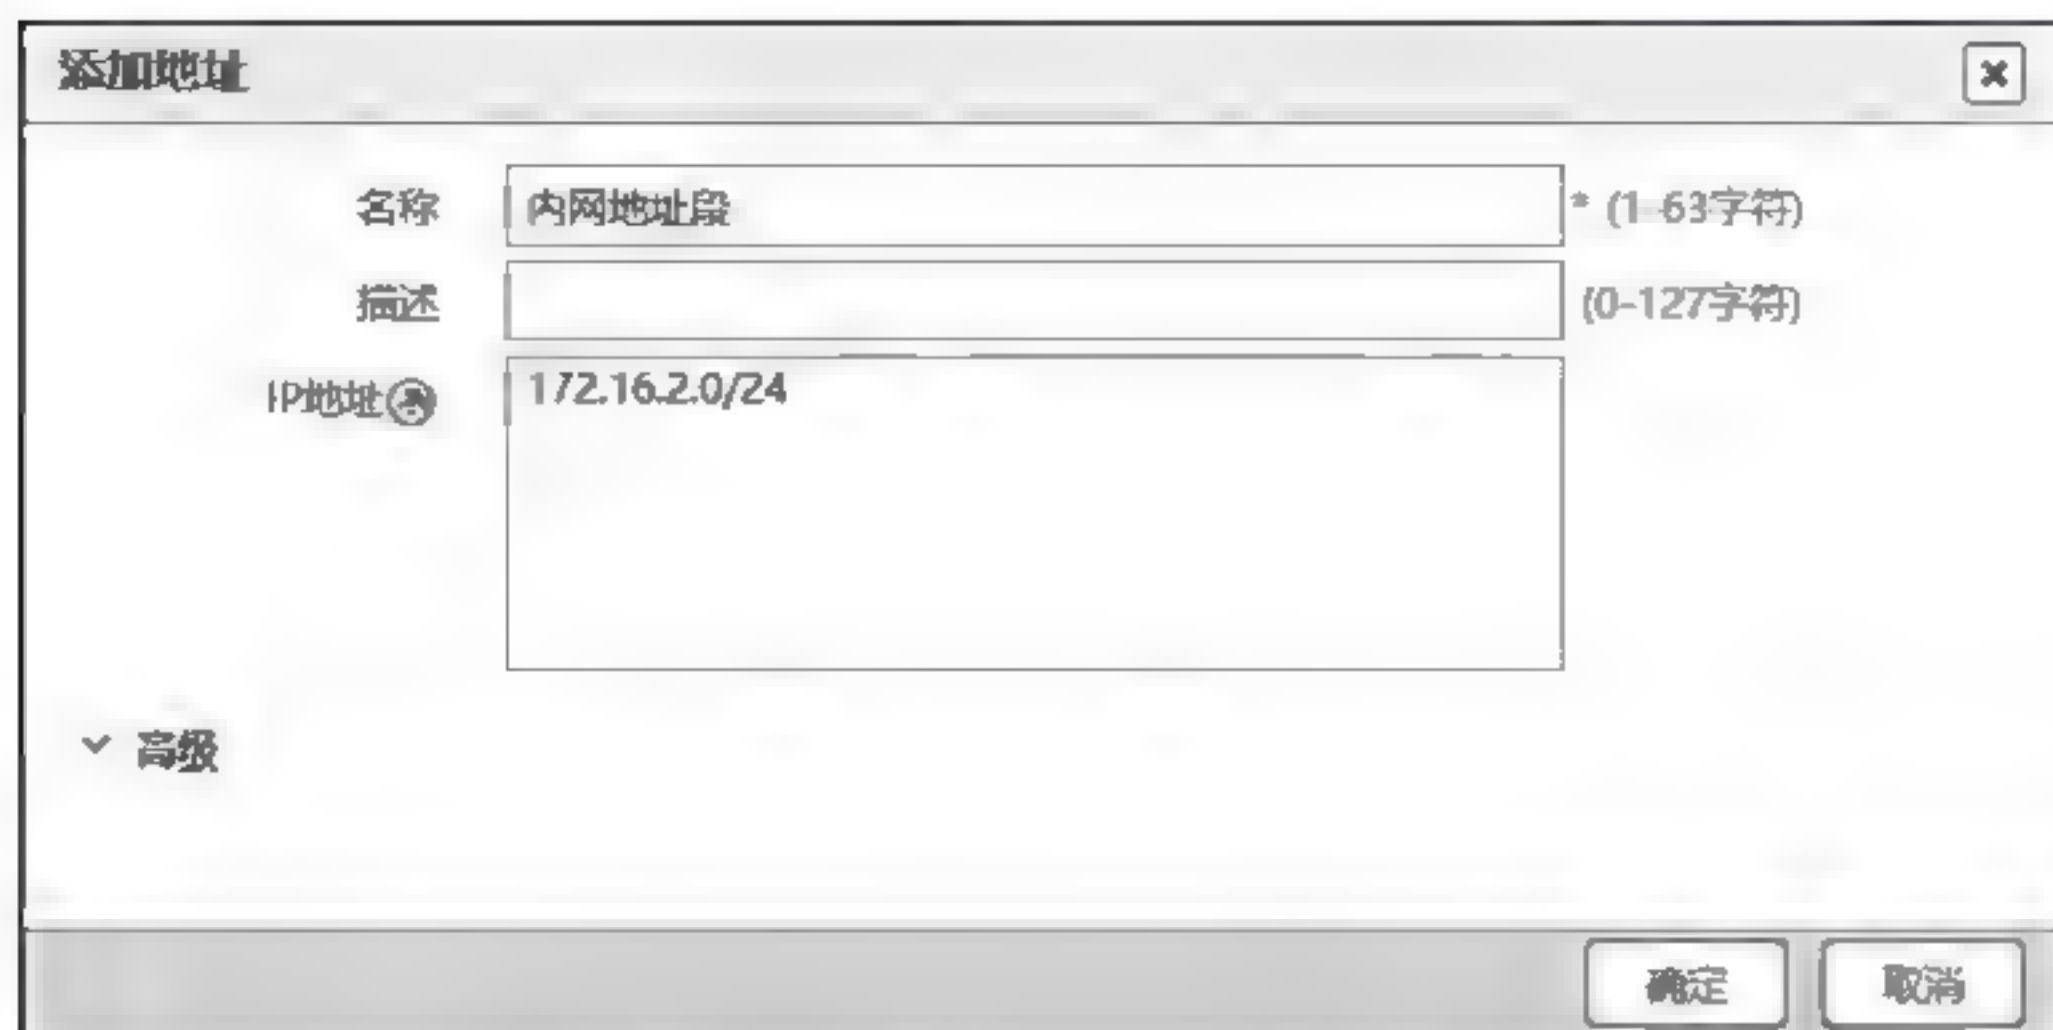 添加地址
名称 内网地址段 * (1-63字符)
描述 (0-127字符)
IP地址 172.16.2.0/24
高级
确定 取消